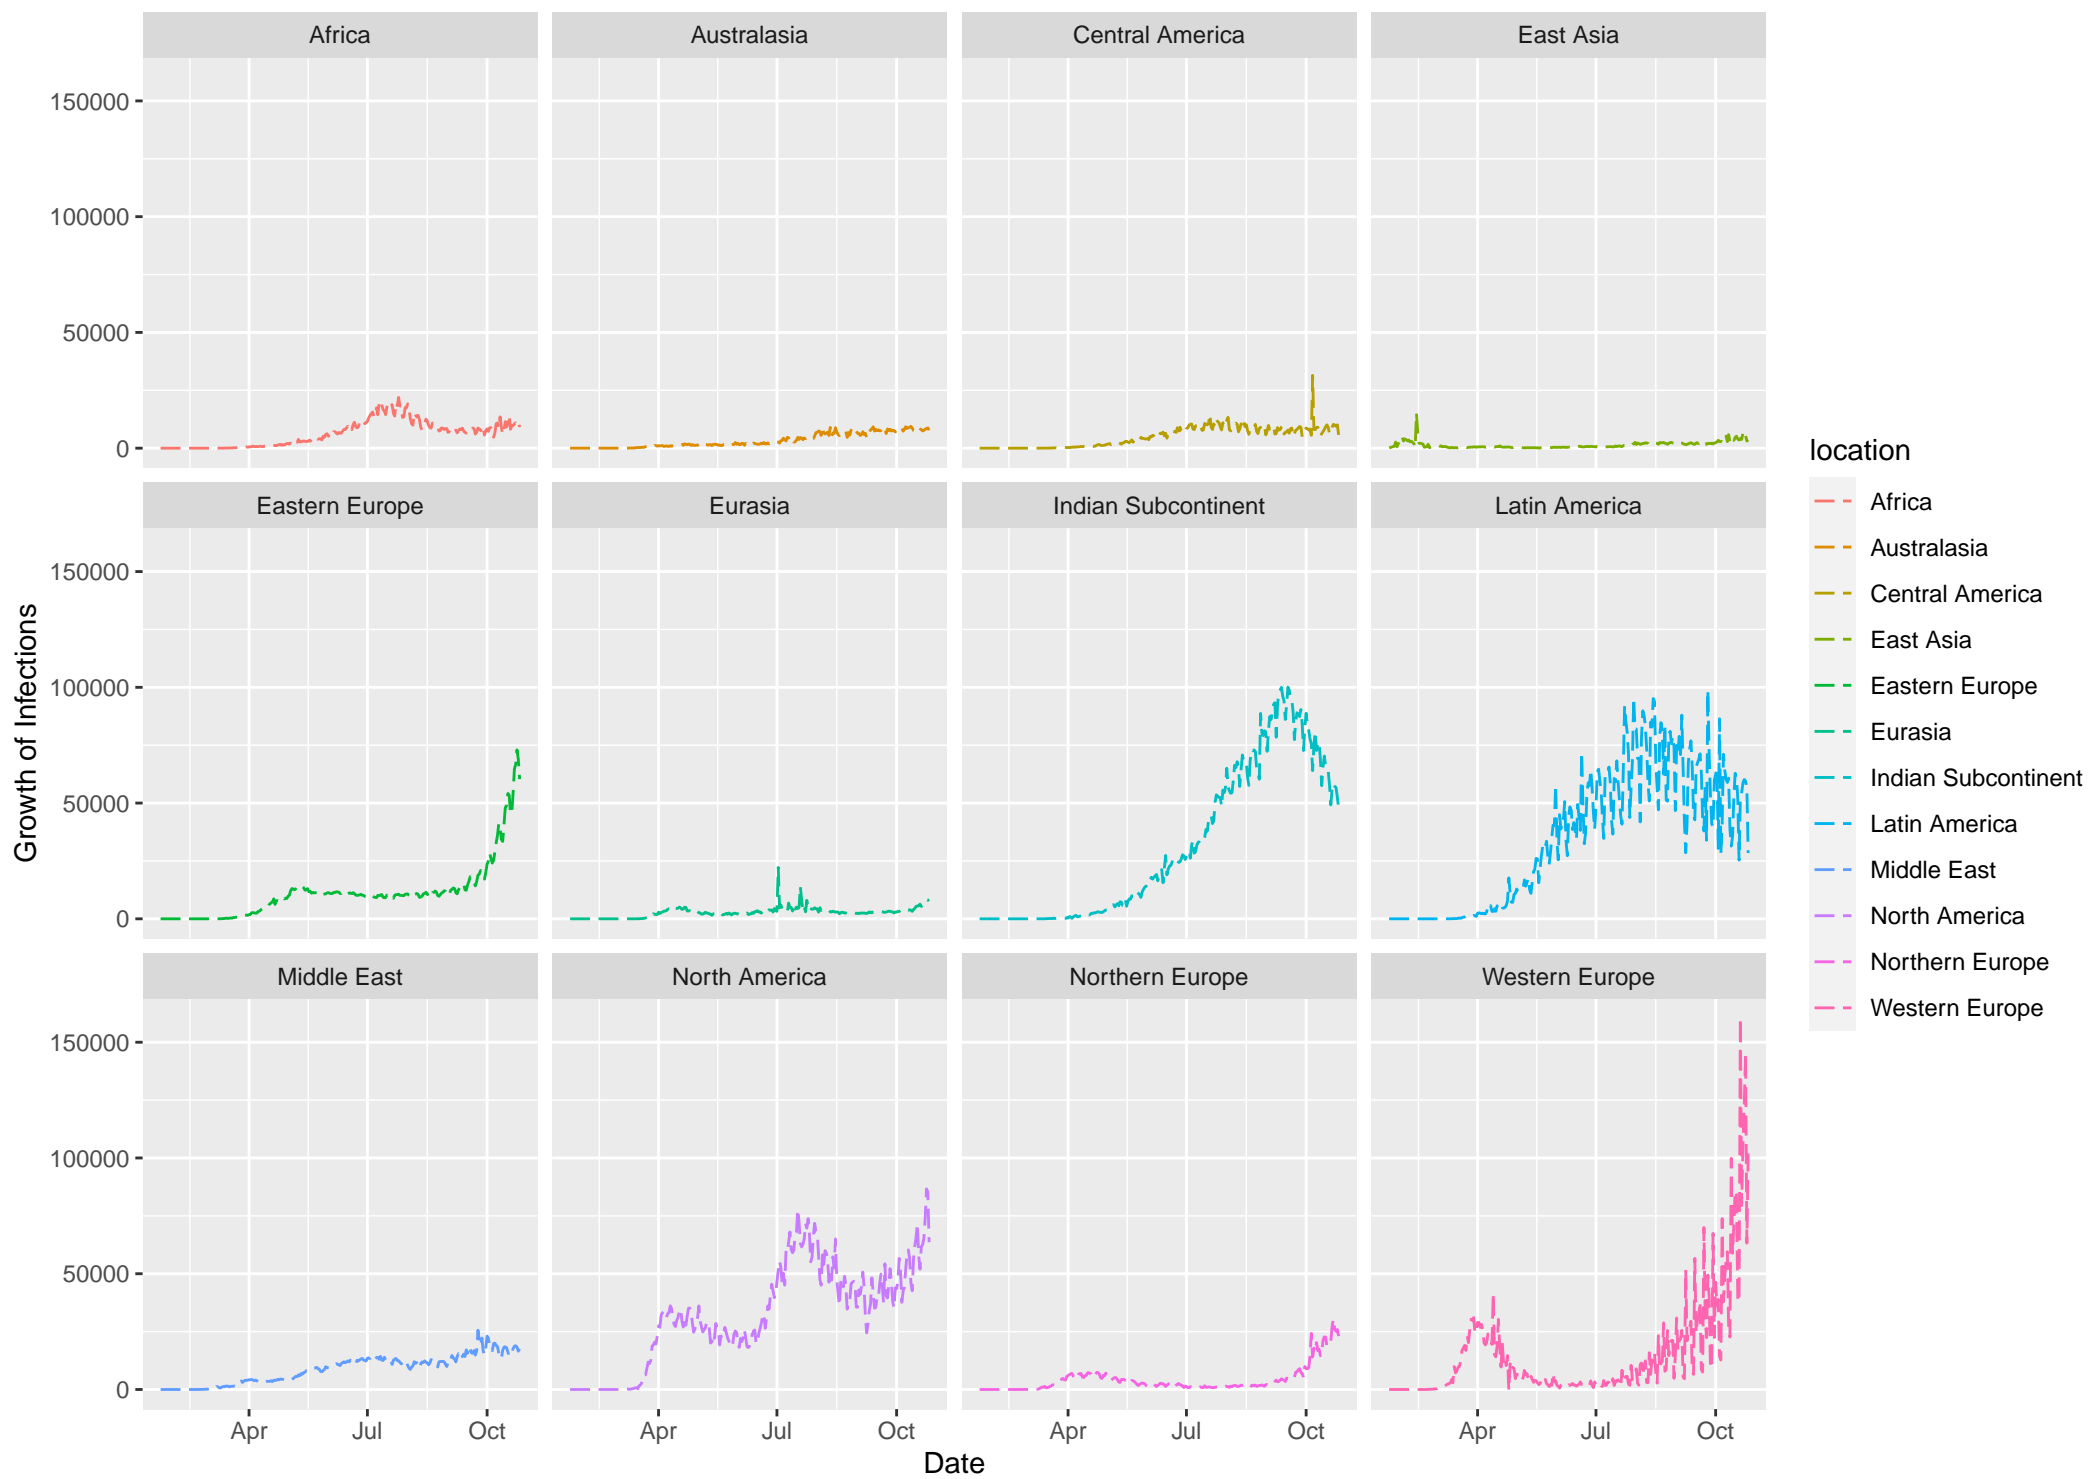 Africa
Australasia
Central America
East Asia
150000
100000
50000
0
Eastern Europe
Eurasia
Indian Subcontinent
Latin America
150000
100000
50000
0
Middle East
North America
Northern Europe
Western Europe
150000
100000
50000
0
Apr Jul Oct
Apr Jul Oct
Apr Jul Oct
Apr Jul Oct
Date
Growth of Infections
location
Africa
Australasia
Central America
East Asia
Eastern Europe
Eurasia
Indian Subcontinent
Latin America
Middle East
North America
Northern Europe
Western Europe